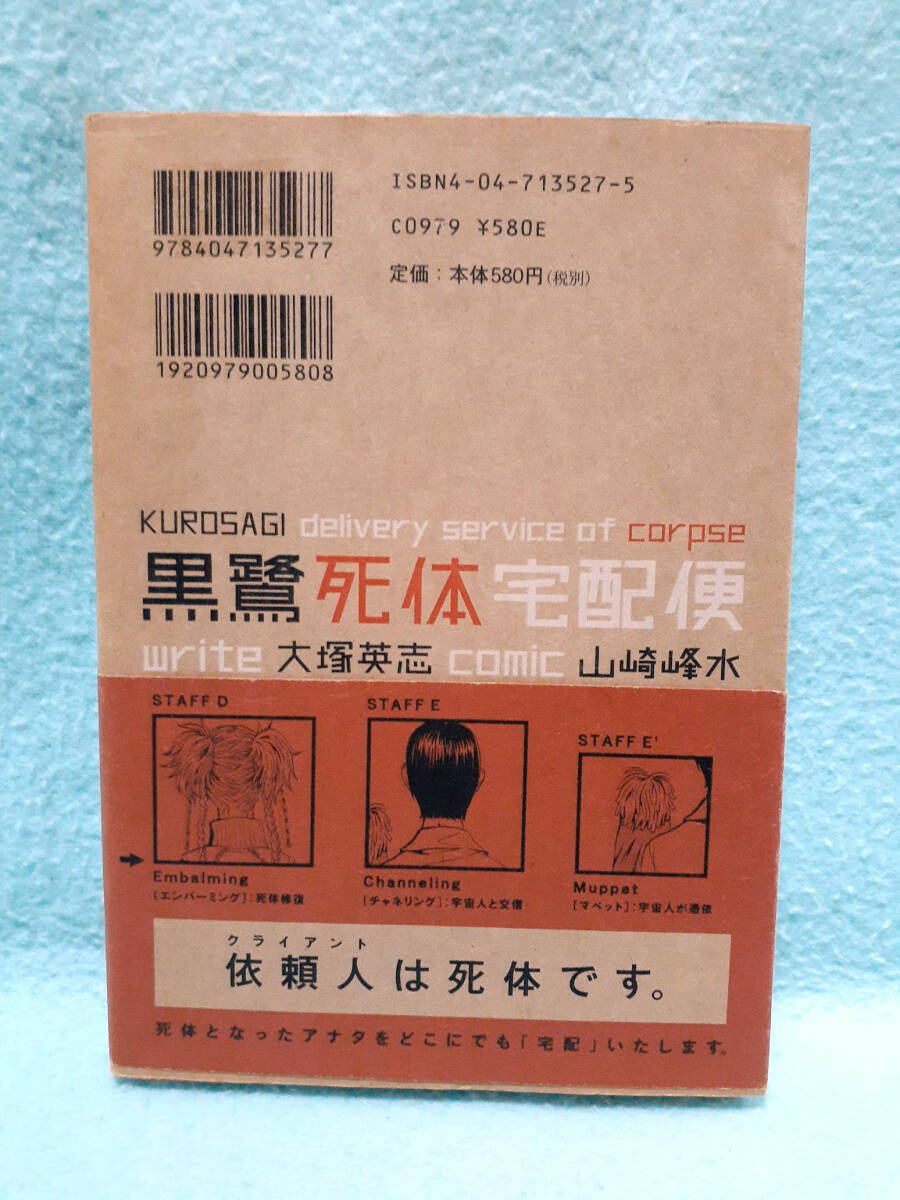 9784047135277
ISBN4-04-713527-5
C0979 ¥580E
定価：本体580円（税別）
1920979005808
KUROSAGI delivery service of corpse
黒鷺死体宅配便
write 大塚英志 comic 山崎峰水
STAFF D
STAFF E
STAFF E'
Embalming
［エンバーミング］：死体修復
Channeling
［チャネリング］：宇宙人と交信
Muppet
［マペット］：宇宙人が憑依
クライアント
依頼人は死体です。
死体となったアナタをどこにでも「宅配」いたします。